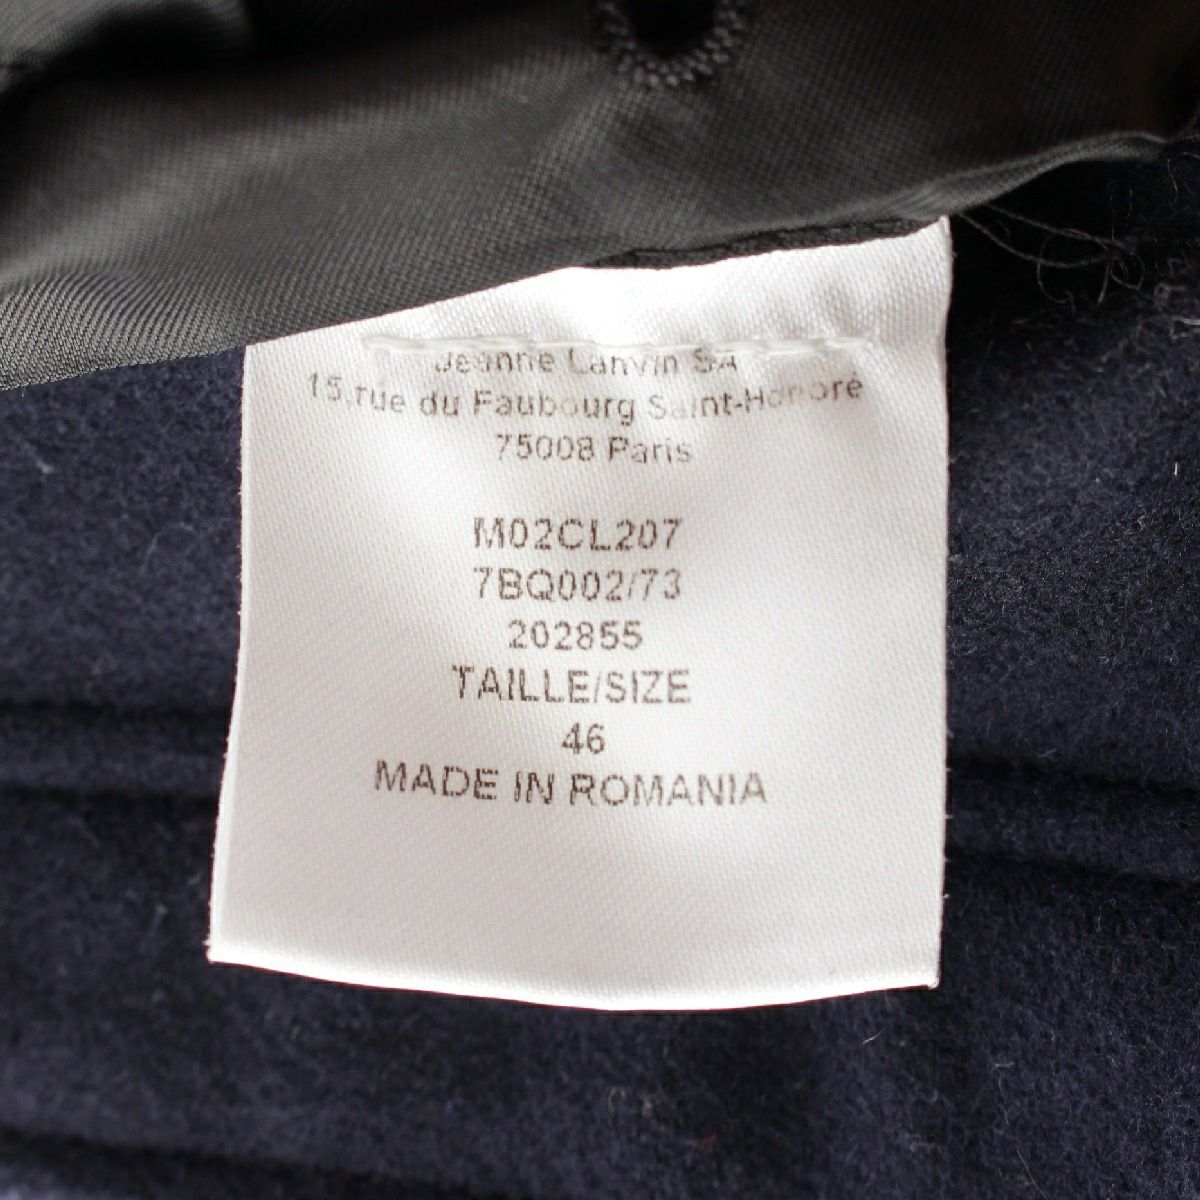 Jeanne Lanvin SA
15, rue du Faubourg Saint-Honoré
75008 Paris
M02CL207
7BQ002/73
202855
TAILLE/SIZE
46
MADE IN ROMANIA